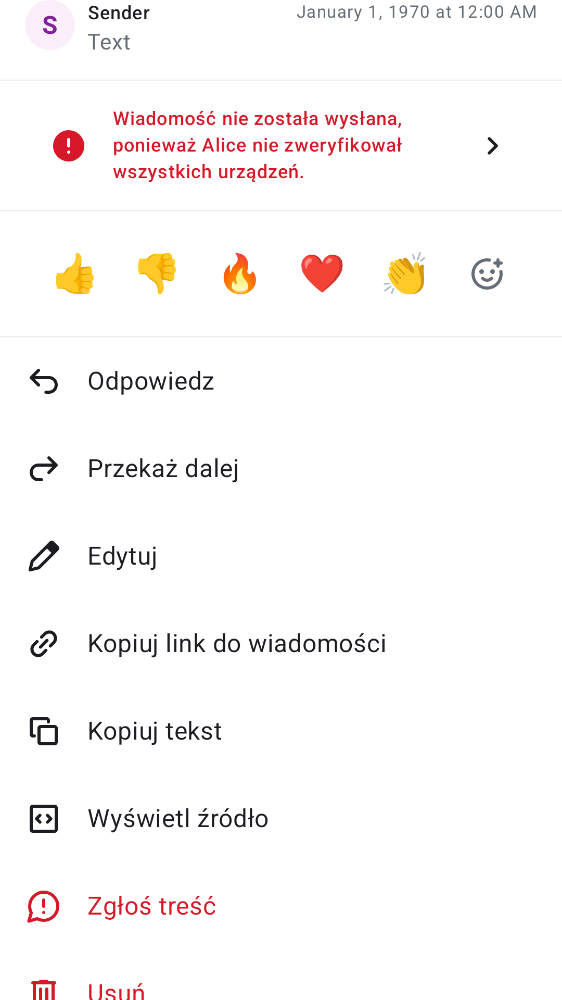 S
Sender
January 1, 1970 at 12:00 AM
Text
Wiadomość nie została wysłana,
ponieważ Alice nie zweryfikował
wszystkich urządzeń.
Odpowiedz
Przekaż dalej
Edytuj
Kopiuj link do wiadomości
Kopiuj tekst
Wyświetl źródło
Zgłoś treść
Usuń